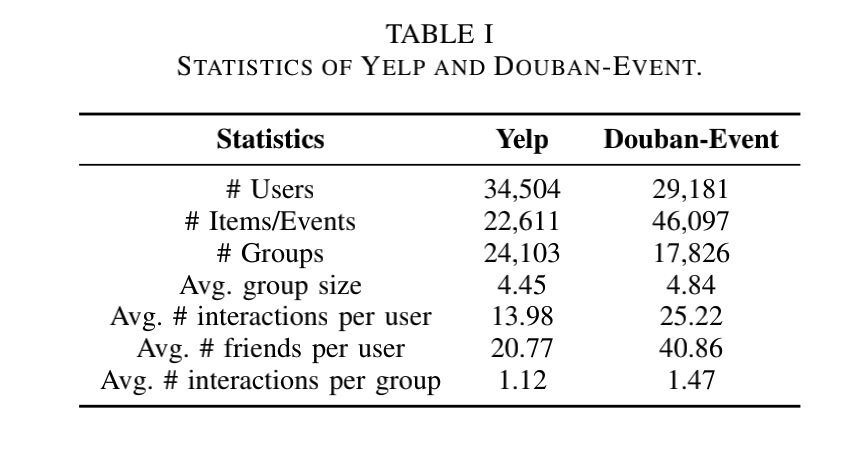 TABLE I
STATISTICS OF YELP AND DOUBAN-EVENT.
Statistics Yelp Douban-Event
# Users 34,504 29,181
# Items/Events 22,611 46,097
# Groups 24,103 17,826
Avg. group size 4.45 4.84
Avg. # interactions per user 13.98 25.22
Avg. # friends per user 20.77 40.86
Avg. # interactions per group 1.12 1.47